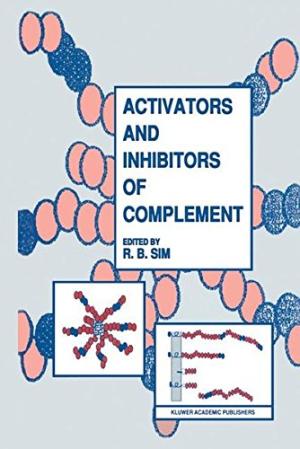 ACTIVATORS
AND
INHIBITORS
OF
COMPLEMENT
EDITED BY
R. B. SIM
KLUWER ACADEMIC PUBLISHERS